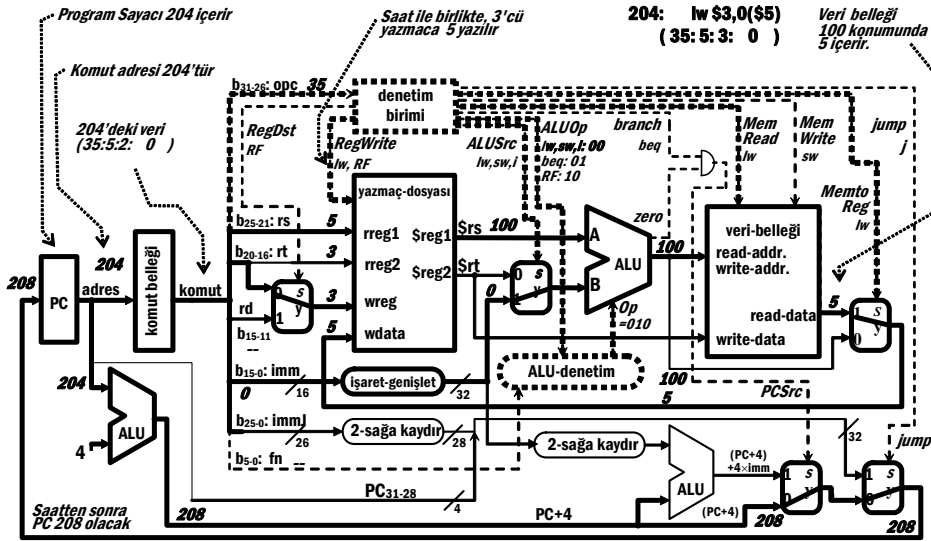 Program Sayacı 204 içerir
Saat ile birlikte, 3'cü
yazmaca 5 yazılır
204: lw $3,0($5)
( 35: 5: 3: 0 )
Veri belleği
100 konumunda
5 içerir.
Komut adresi 204'tür
204'deki veri
(35:5:2: 0 )
b31-26: opc 35
denetim
birimi
RegDst
RF
RegWrite
lw, RF
ALUSrc
lw,sw,i
ALUOp
lw,sw,I: 00
beq: 01
RF: 10
branch
beq
Mem
Read
lw
Mem
Write
sw
jump
j
Memto
Reg
lw
208
PC
adres
204
komut belleği
komut
b25-21: rs
5
b20-16: rt
3
rd
b15-11
--
0
1
s
y
3
5
yazmaç-dosyası
rreg1
rreg2
wreg
wdata
$reg1
$reg2
$rs 100
$rt
0
0
1
s
y
A
B
ALU
zero
100
Op
=010
veri-belleği
read-addr.
write-addr.
read-data
write-data
5
1
0
s
y
b15-0: imm
0
16
işaret-genişlet
32
ALU-denetim
100
5
PCSrc
204
4
ALU
b25-0: immJ
26
2-sağa kaydır
28
2-sağa kaydır
32
jump
b5-0: fn --
PC31-28
4
ALU
(PC+4)
+4×imm
(PC+4)
1
0
s
y
1
0
s
y
Saatten sonra
PC 208 olacak
208
PC+4
208
208